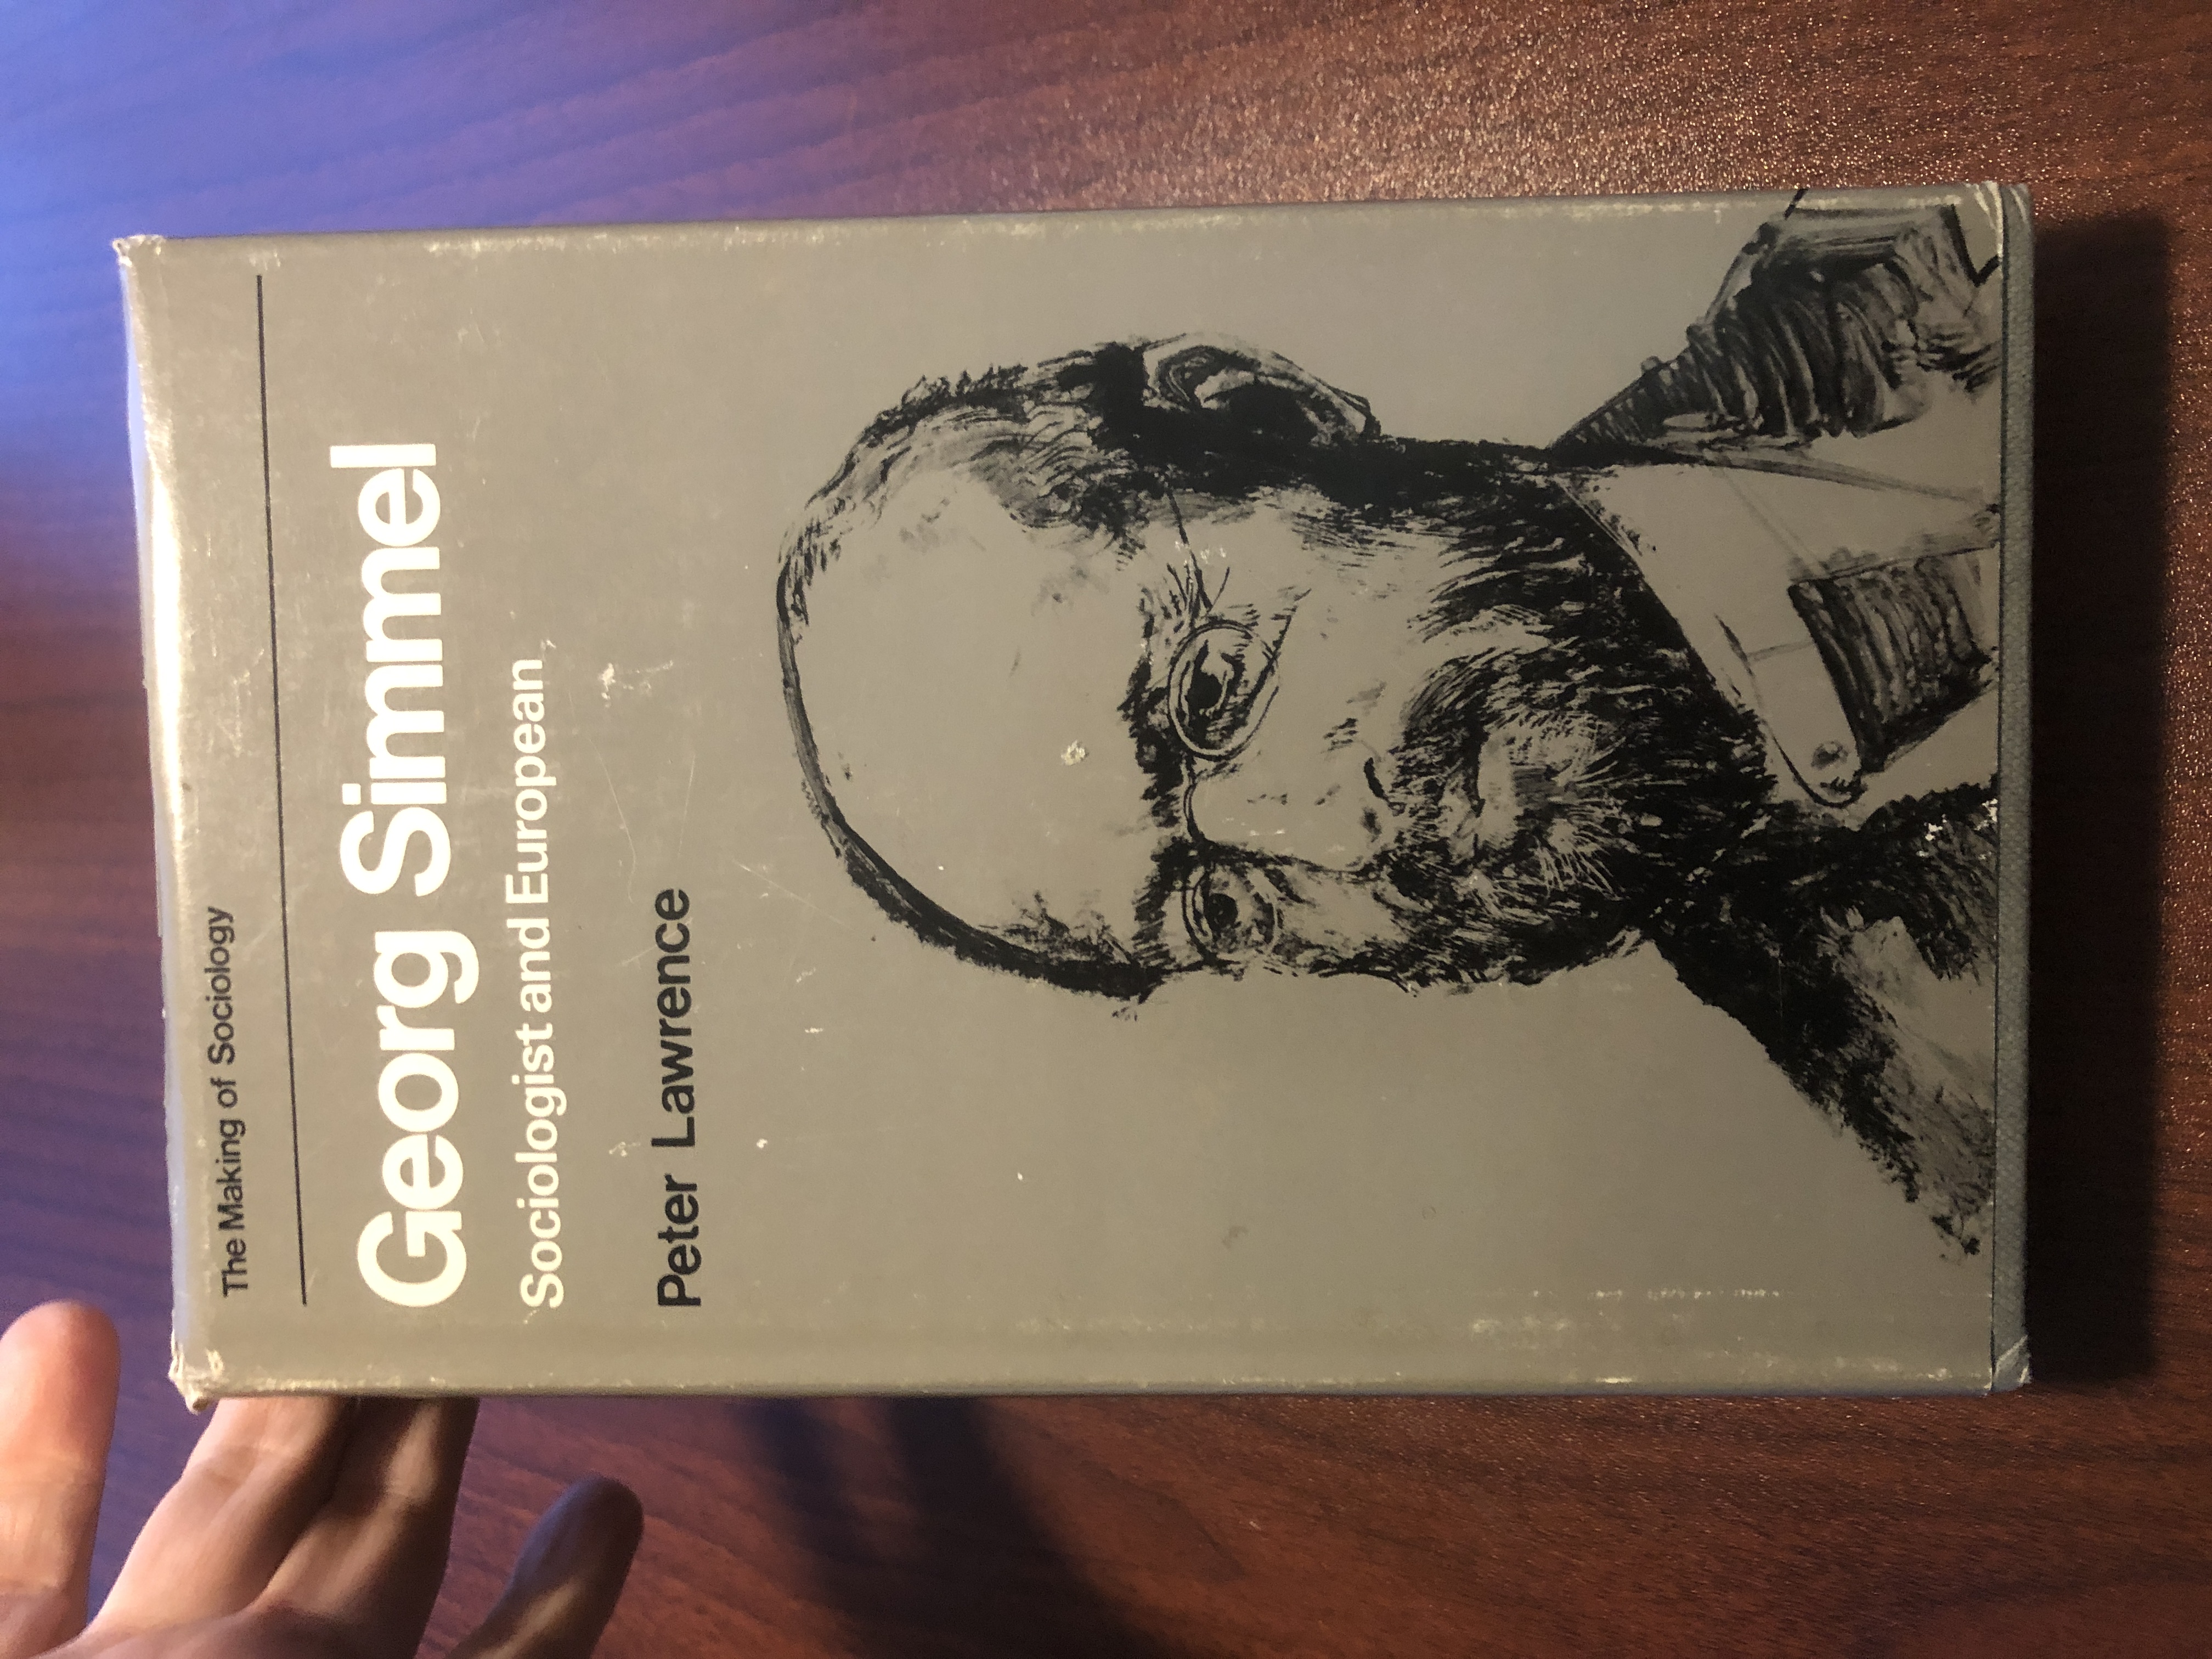 The Making of Sociology
Georg Simmel
Sociologist and European
Peter Lawrence